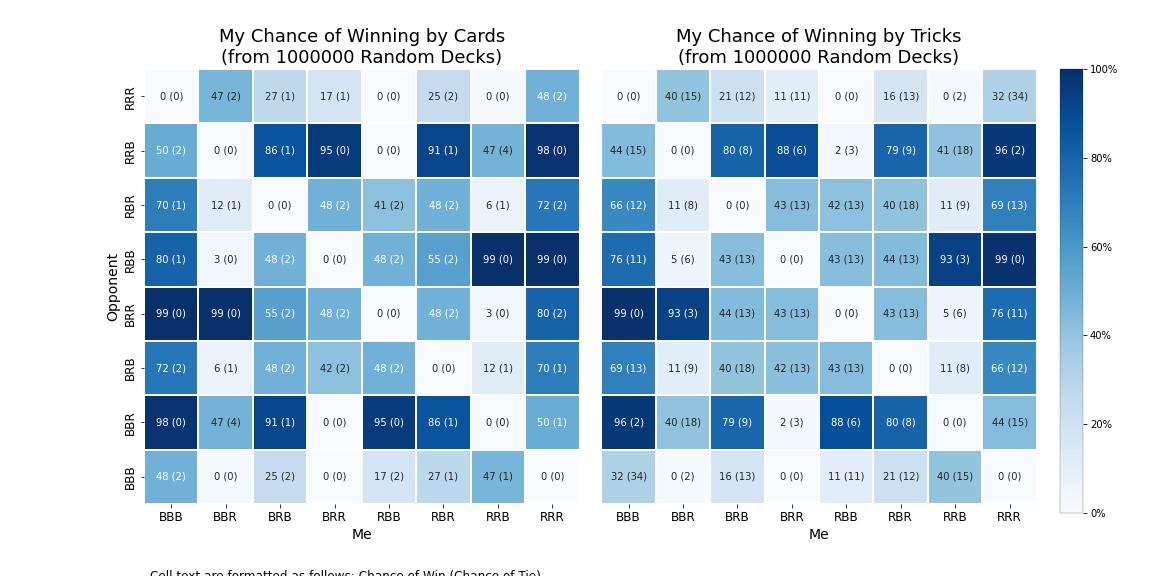 My Chance of Winning by Cards
(from 1000000 Random Decks)
My Chance of Winning by Tricks
(from 1000000 Random Decks)
RRR 0 (0) 47 (2) 27 (1) 17 (1) 0 (0) 25 (2) 0 (0) 48 (2) 0 (0) 40 (15) 21 (12) 11 (11) 0 (0) 16 (13) 0 (2) 32 (34) 100%
RRB 50 (2) 0 (0) 86 (1) 95 (0) 0 (0) 91 (1) 47 (4) 98 (0) 44 (15) 0 (0) 80 (8) 88 (6) 2 (3) 79 (9) 41 (18) 96 (2) 80%
RBR 70 (1) 12 (1) 0 (0) 48 (2) 41 (2) 48 (2) 6 (1) 72 (2) 66 (12) 11 (8) 0 (0) 43 (13) 42 (13) 40 (18) 11 (9) 69 (13)
RBB 80 (1) 3 (0) 48 (2) 0 (0) 48 (2) 55 (2) 99 (0) 99 (0) 76 (11) 5 (6) 43 (13) 0 (0) 43 (13) 44 (13) 93 (3) 99 (0) 60%
Opponent
BRR 99 (0) 99 (0) 55 (2) 48 (2) 0 (0) 48 (2) 3 (0) 80 (2) 99 (0) 93 (3) 44 (13) 43 (13) 0 (0) 43 (13) 5 (6) 76 (11) 40%
BRB 72 (2) 6 (1) 48 (2) 42 (2) 48 (2) 0 (0) 12 (1) 70 (1) 69 (13) 11 (9) 40 (18) 42 (13) 43 (13) 0 (0) 11 (8) 66 (12)
BBR 98 (0) 47 (4) 91 (1) 0 (0) 95 (0) 86 (1) 0 (0) 50 (1) 96 (2) 40 (18) 79 (9) 2 (3) 88 (6) 80 (8) 0 (0) 44 (15) 20%
BBB 48 (2) 0 (0) 25 (2) 0 (0) 17 (2) 27 (1) 47 (1) 0 (0) 32 (34) 0 (2) 16 (13) 0 (0) 11 (11) 21 (12) 40 (15) 0 (0) 0%
BBB BBR BRB BRR RBB RBR RRB RRR BBB BBR BRB BRR RBB RBR RRB RRR
Me Me
Cell text are formatted as follows: Chance of Win (Chance of Tie)